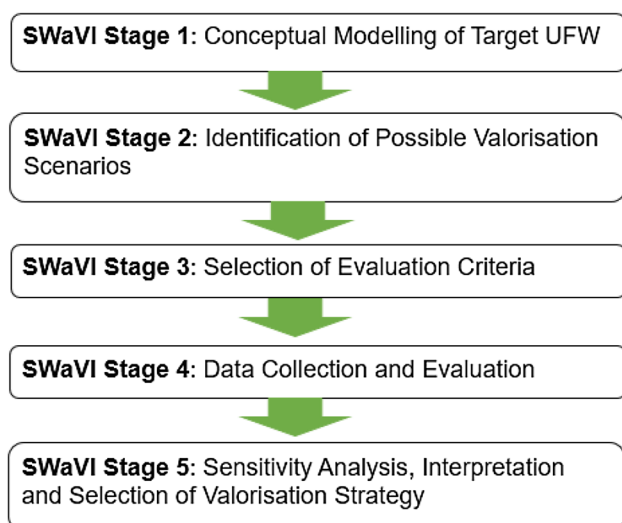 SWaVI Stage 1: Conceptual Modelling of Target UFW
SWaVI Stage 2: Identification of Possible Valorisation
Scenarios
SWaVI Stage 3: Selection of Evaluation Criteria
SWaVI Stage 4: Data Collection and Evaluation
SWaVI Stage 5: Sensitivity Analysis, Interpretation
and Selection of Valorisation Strategy